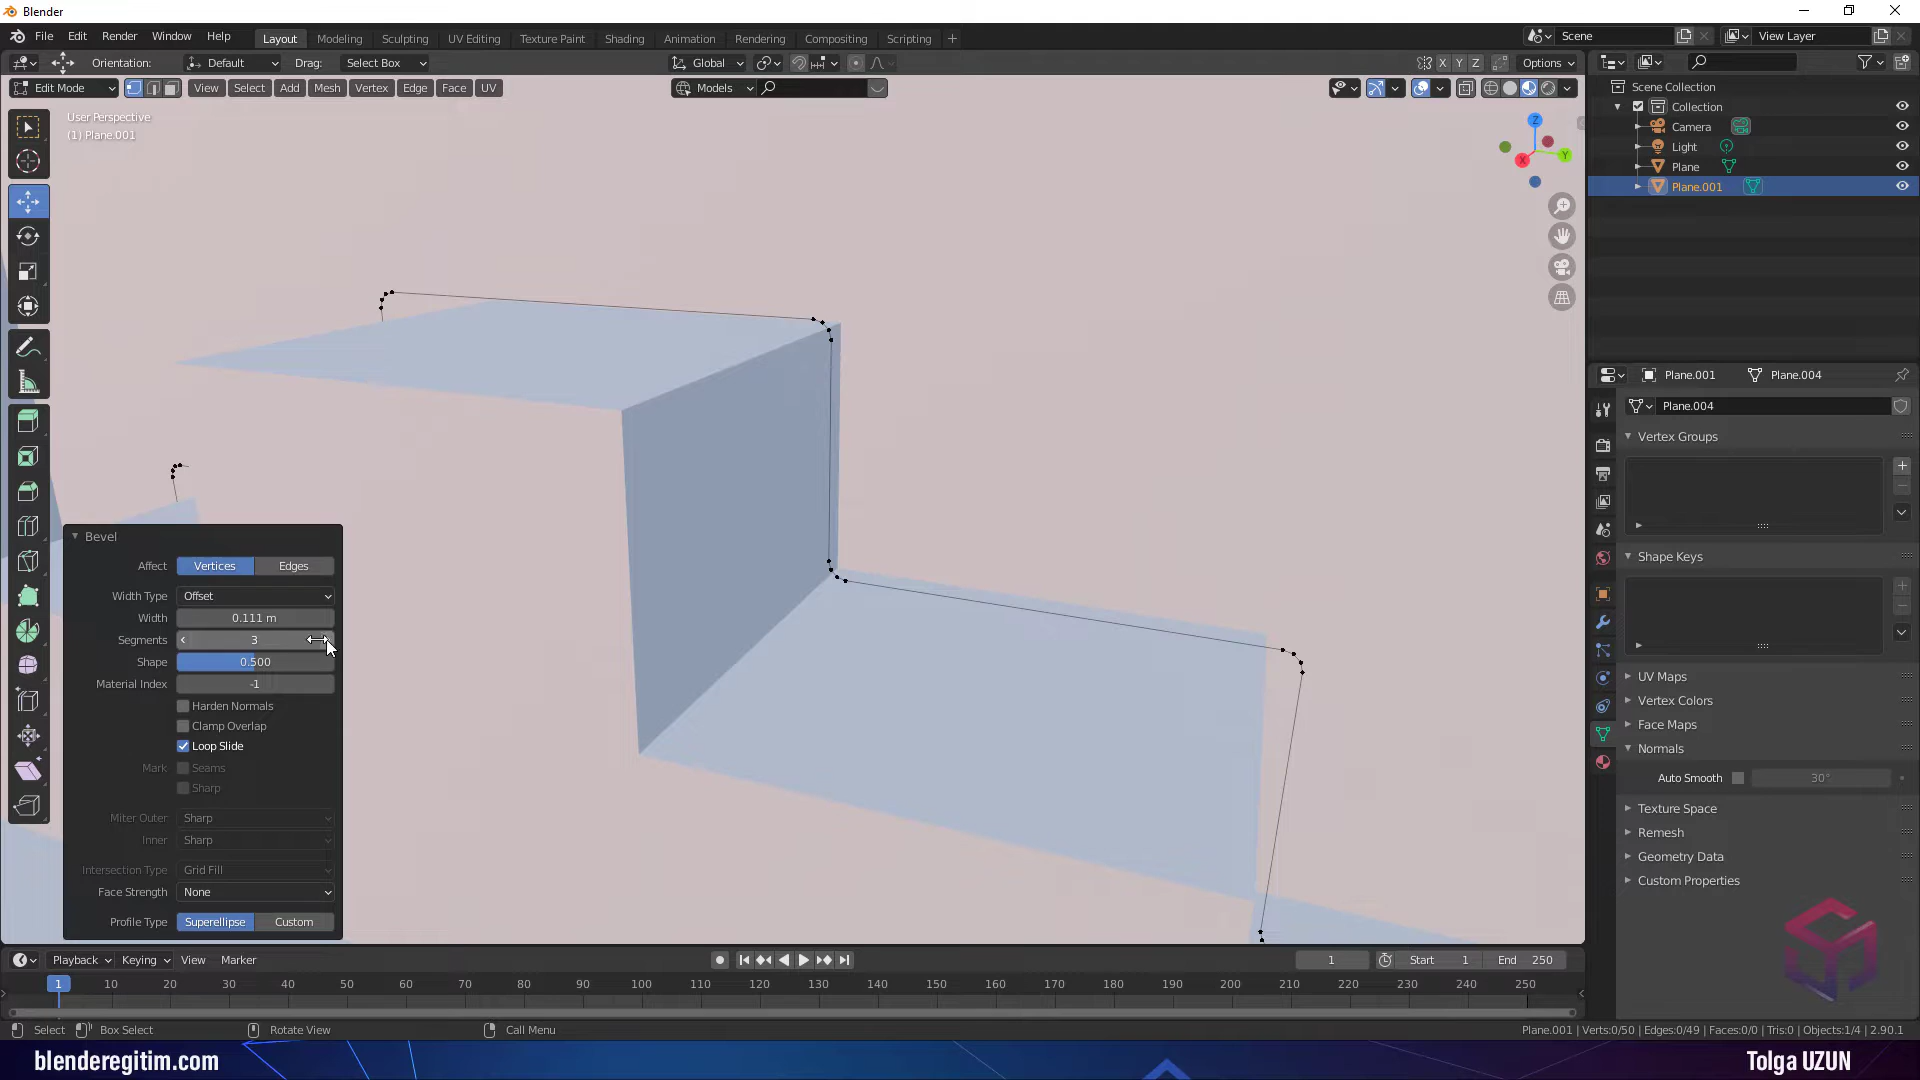 Blender
File Edit Render Window Help
Layout Modeling Sculpting UV Editing Texture Paint Shading Animation Rendering Compositing Scripting +
Scene
View Layer
Orientation: Default Drag: Select Box
Global
X Y Z
Options
Edit Mode
View Select Add Mesh Vertex Edge Face UV
Models
User Perspective
(1) Plane.001
Z
X
Y
Scene Collection
Collection
Camera
Light
Plane
Plane.001
Plane.001 Plane.004
Plane.004
Vertex Groups
Shape Keys
UV Maps
Vertex Colors
Face Maps
Normals
Auto Smooth 30°
Texture Space
Remesh
Geometry Data
Custom Properties
Bevel
Affect Vertices Edges
Width Type Offset
Width 0.111 m
Segments 3
Shape 0.500
Material Index -1
Harden Normals
Clamp Overlap
Loop Slide
Mark Seams
Sharp
Miter Outer Sharp
Inner Sharp
Intersection Type Grid Fill
Face Strength None
Profile Type Superellipse Custom
Playback Keying View Marker
1 Start 1 End 250
1 10 20 30 40 50 60 70 80 90 100 110 120 130 140 150 160 170 180 190 200 210 220 230 240 250
Select Box Select Rotate View Call Menu
Plane.001 | Verts:0/50 | Edges:0/49 | Faces:0/0 | Tris:0 | Objects:1/4 | 2.90.1
blenderegitim.com
Tolga UZUN